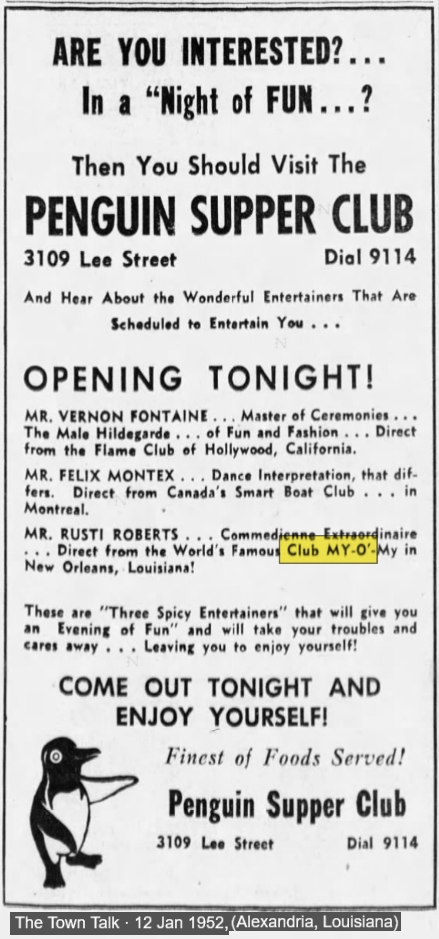 ARE YOU INTERESTED?...
In a "Night of FUN...?
Then You Should Visit The
PENGUIN SUPPER CLUB
3109 Lee Street Dial 9114
And Hear About the Wonderful Entertainers That Are
Scheduled to Entertain You . . .
OPENING TONIGHT!
MR. VERNON FONTAINE . . . Master of Ceremonies . . .
The Male Hildegarde . . . of Fun and Fashion . . . Direct
from the Flame Club of Hollywood, California.
MR. FELIX MONTEX . . . Dance Interpretation, that dif-
fers. Direct from Canada's Smart Boat Club . . . in
Montreal.
MR. RUSTI ROBERTS . . . Commedienne Extraordinaire
. . . Direct from the World's Famous Club MY-O'-My in
New Orleans, Louisiana!
These are "Three Spicy Entertainers" that will give you
an Evening of Fun" and will take your troubles and
cares away . . . Leaving you to enjoy yourself!
COME OUT TONIGHT AND
ENJOY YOURSELF!
Finest of Foods Served!
Penguin Supper Club
3109 Lee Street Dial 9114
The Town Talk · 12 Jan 1952, (Alexandria, Louisiana)